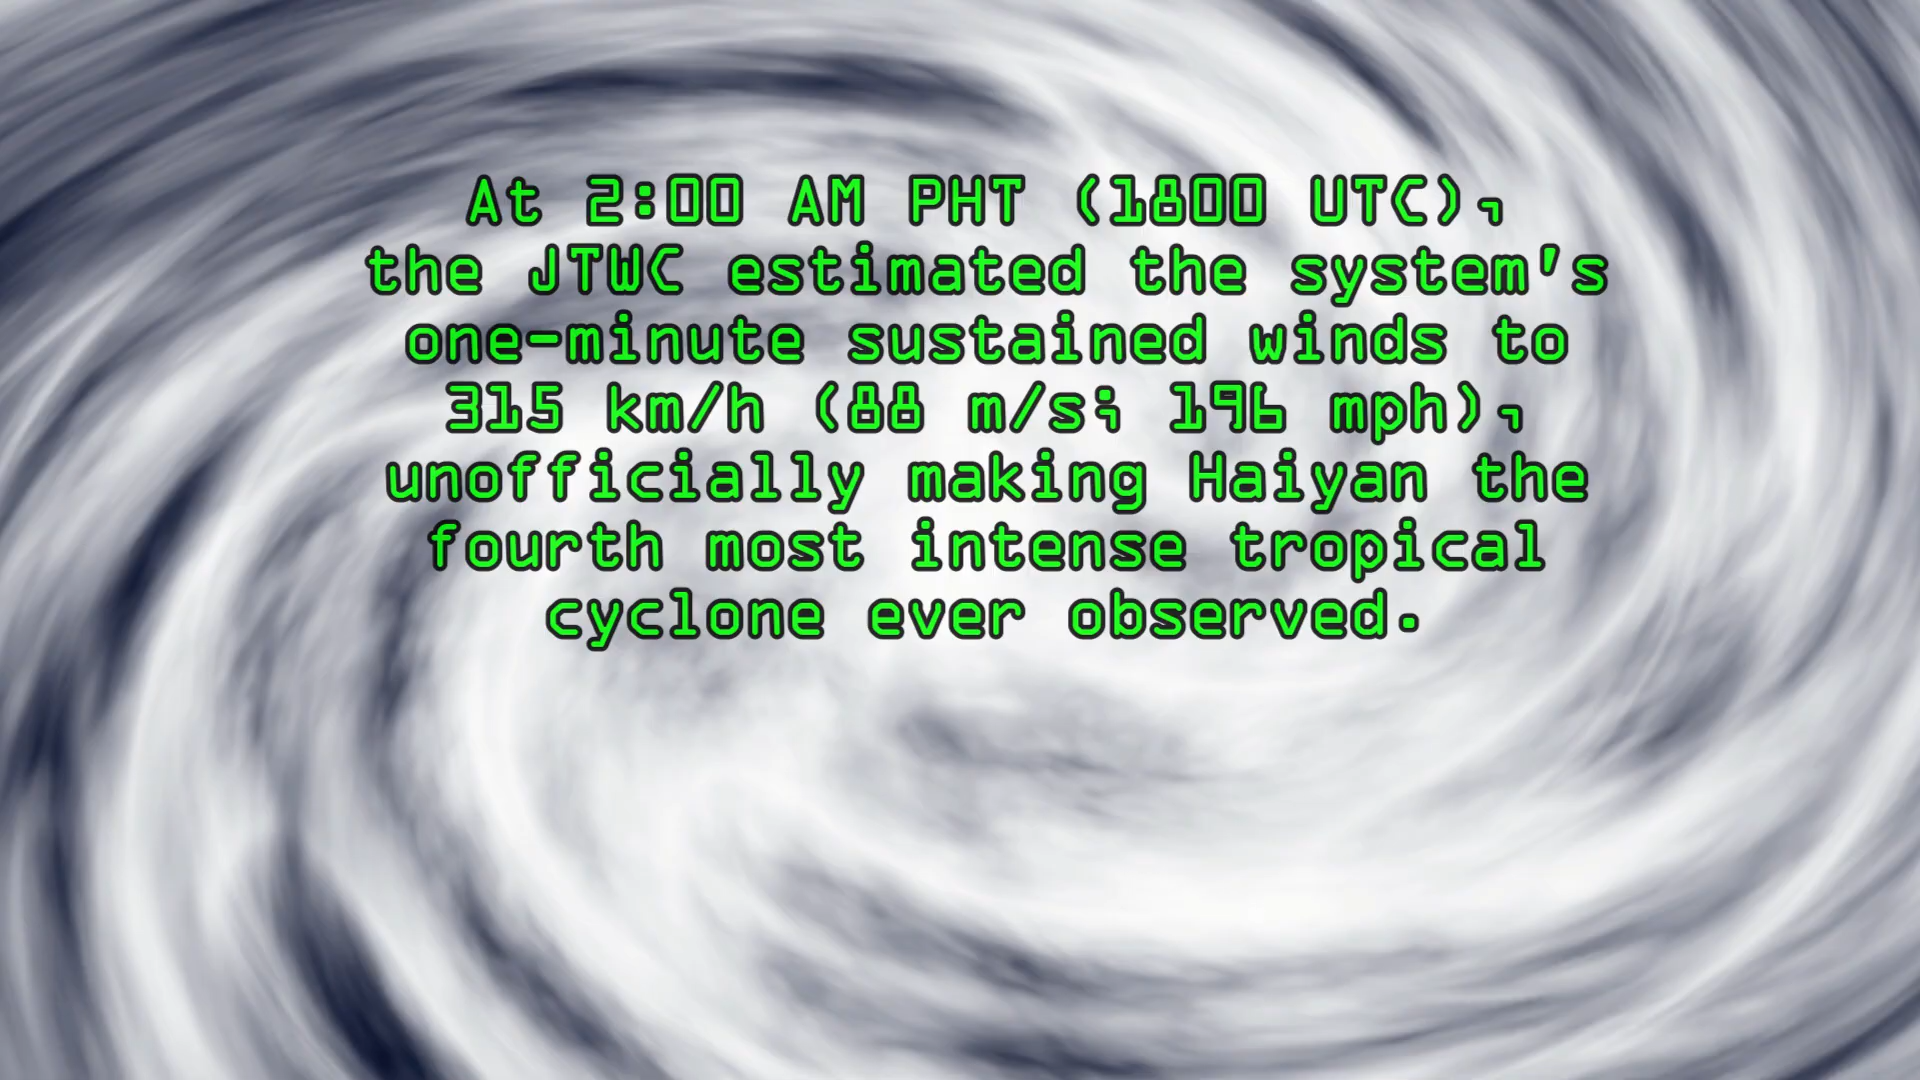 At 2:00 AM PHT (1800 UTC),
the JTWC estimated the system's
one-minute sustained winds to
315 km/h (88 m/s; 196 mph),
unofficially making Haiyan the
fourth most intense tropical
cyclone ever observed.